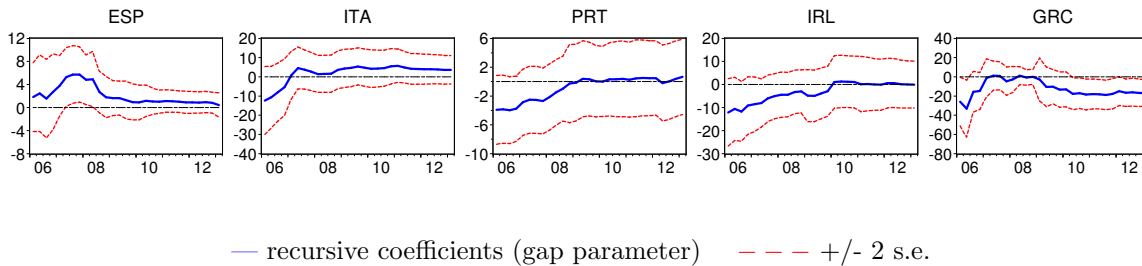 ESP ITA PRT IRL GRC
12 8 4 0 -4 -8
06 08 10 12
20 10 0 -10 -20 -30 -40
06 08 10 12
6 2 -2 -6 -10
06 08 10 12
20 10 0 -10 -20 -30
06 08 10 12
40 20 0 -20 -40 -60 -80
06 08 10 12
recursive coefficients (gap parameter) +/- 2 s.e.